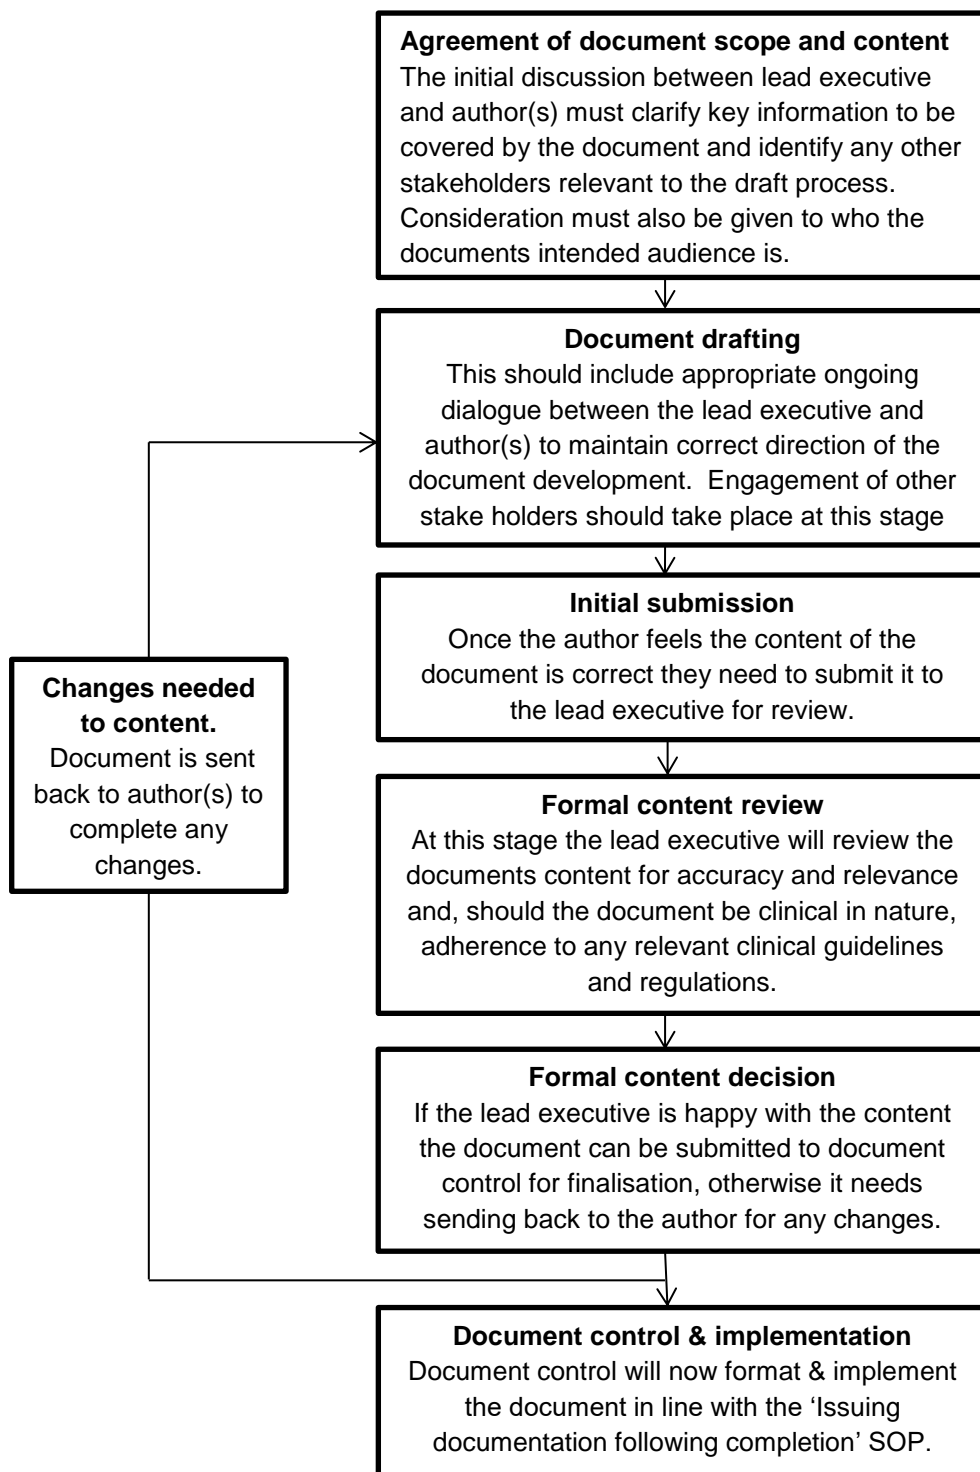 Agreement of document scope and content
The initial discussion between lead executive
and author(s) must clarify key information to be
covered by the document and identify any other
stakeholders relevant to the draft process.
Consideration must also be given to who the
documents intended audience is.
Document drafting
This should include appropriate ongoing
dialogue between the lead executive and
author(s) to maintain correct direction of the
document development.  Engagement of other
stake holders should take place at this stage
Initial submission
Once the author feels the content of the
document is correct they need to submit it to
the lead executive for review.
Changes needed
to content.
Document is sent
back to author(s) to
complete any
changes.
Formal content review
At this stage the lead executive will review the
documents content for accuracy and relevance
and, should the document be clinical in nature,
adherence to any relevant clinical guidelines
and regulations.
Formal content decision
If the lead executive is happy with the content
the document can be submitted to document
control for finalisation, otherwise it needs
sending back to the author for any changes.
Document control & implementation
Document control will now format & implement
the document in line with the ‘Issuing
documentation following completion’ SOP.